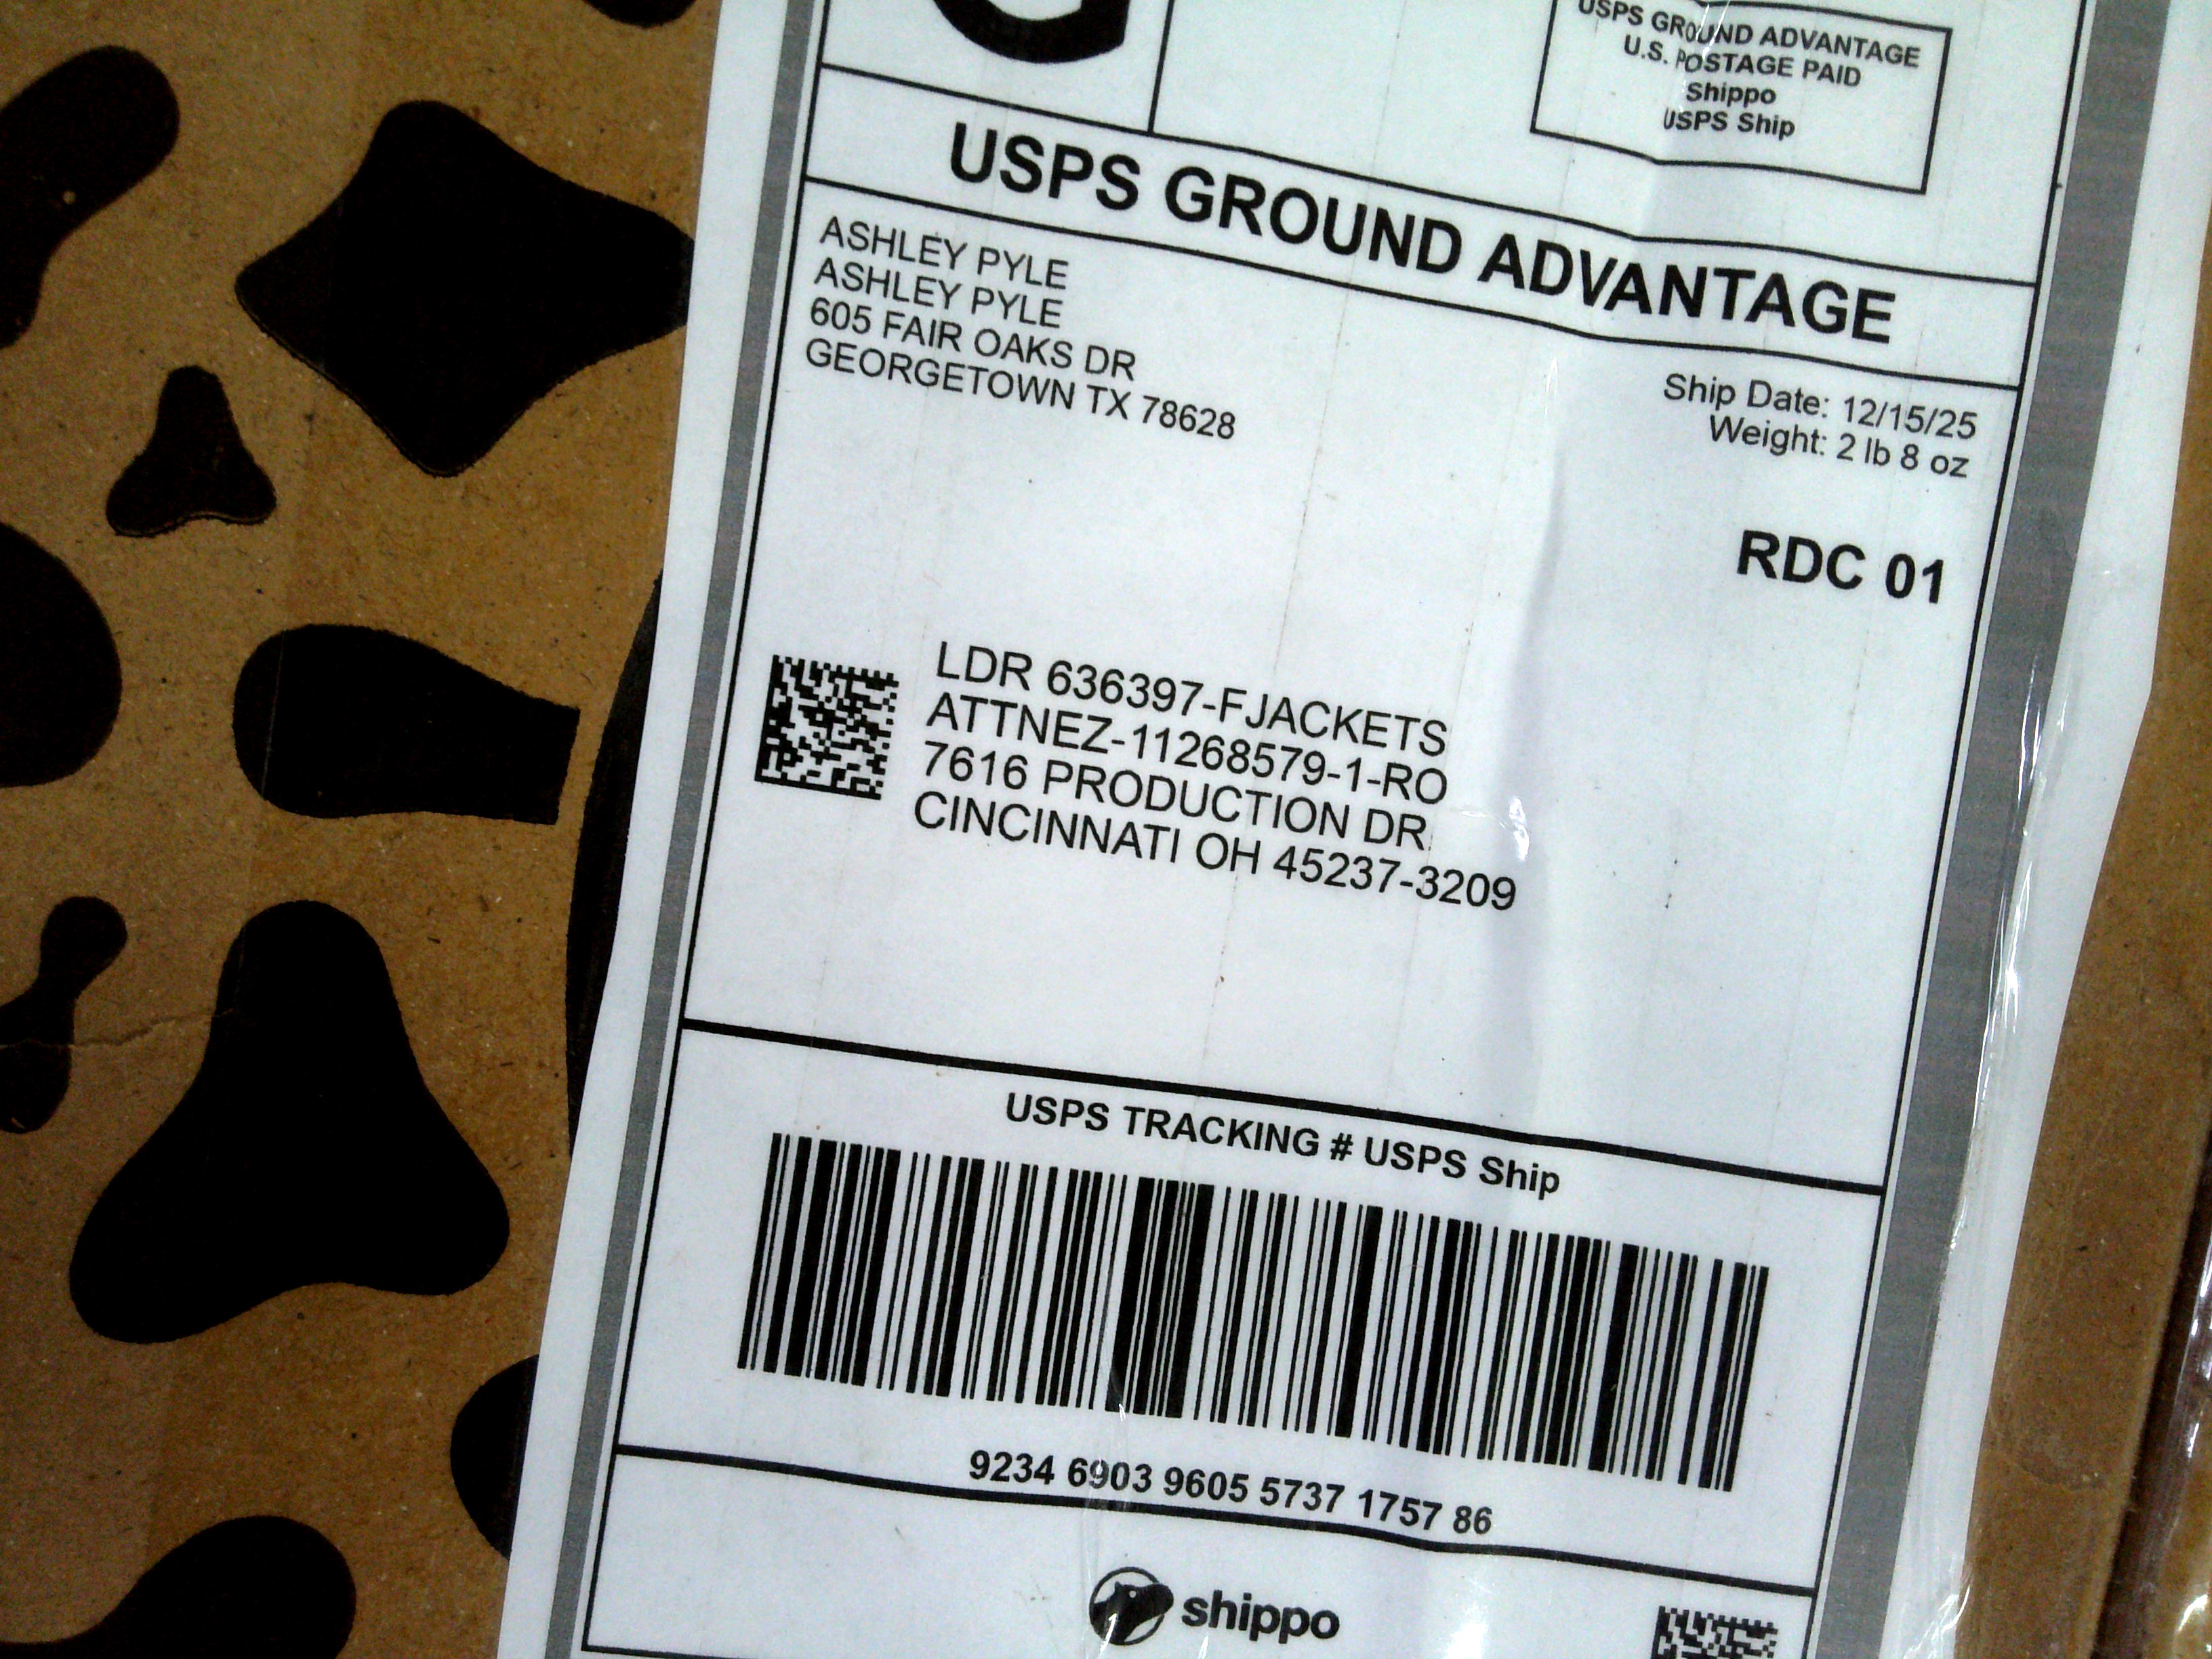 USPS GROUND ADVANTAGE
U.S. POSTAGE PAID
Shippo
USPS Ship
USPS GROUND ADVANTAGE
ASHLEY PYLE
ASHLEY PYLE
605 FAIR OAKS DR
GEORGETOWN TX 78628
Ship Date: 12/15/25
Weight: 2 lb 8 oz
RDC 01
LDR 636397-FJACKETS
ATTNEZ-11268579-1-RO
7616 PRODUCTION DR
CINCINNATI OH 45237-3209
USPS TRACKING # USPS Ship
9234 6903 9605 5737 1757 86
shippo